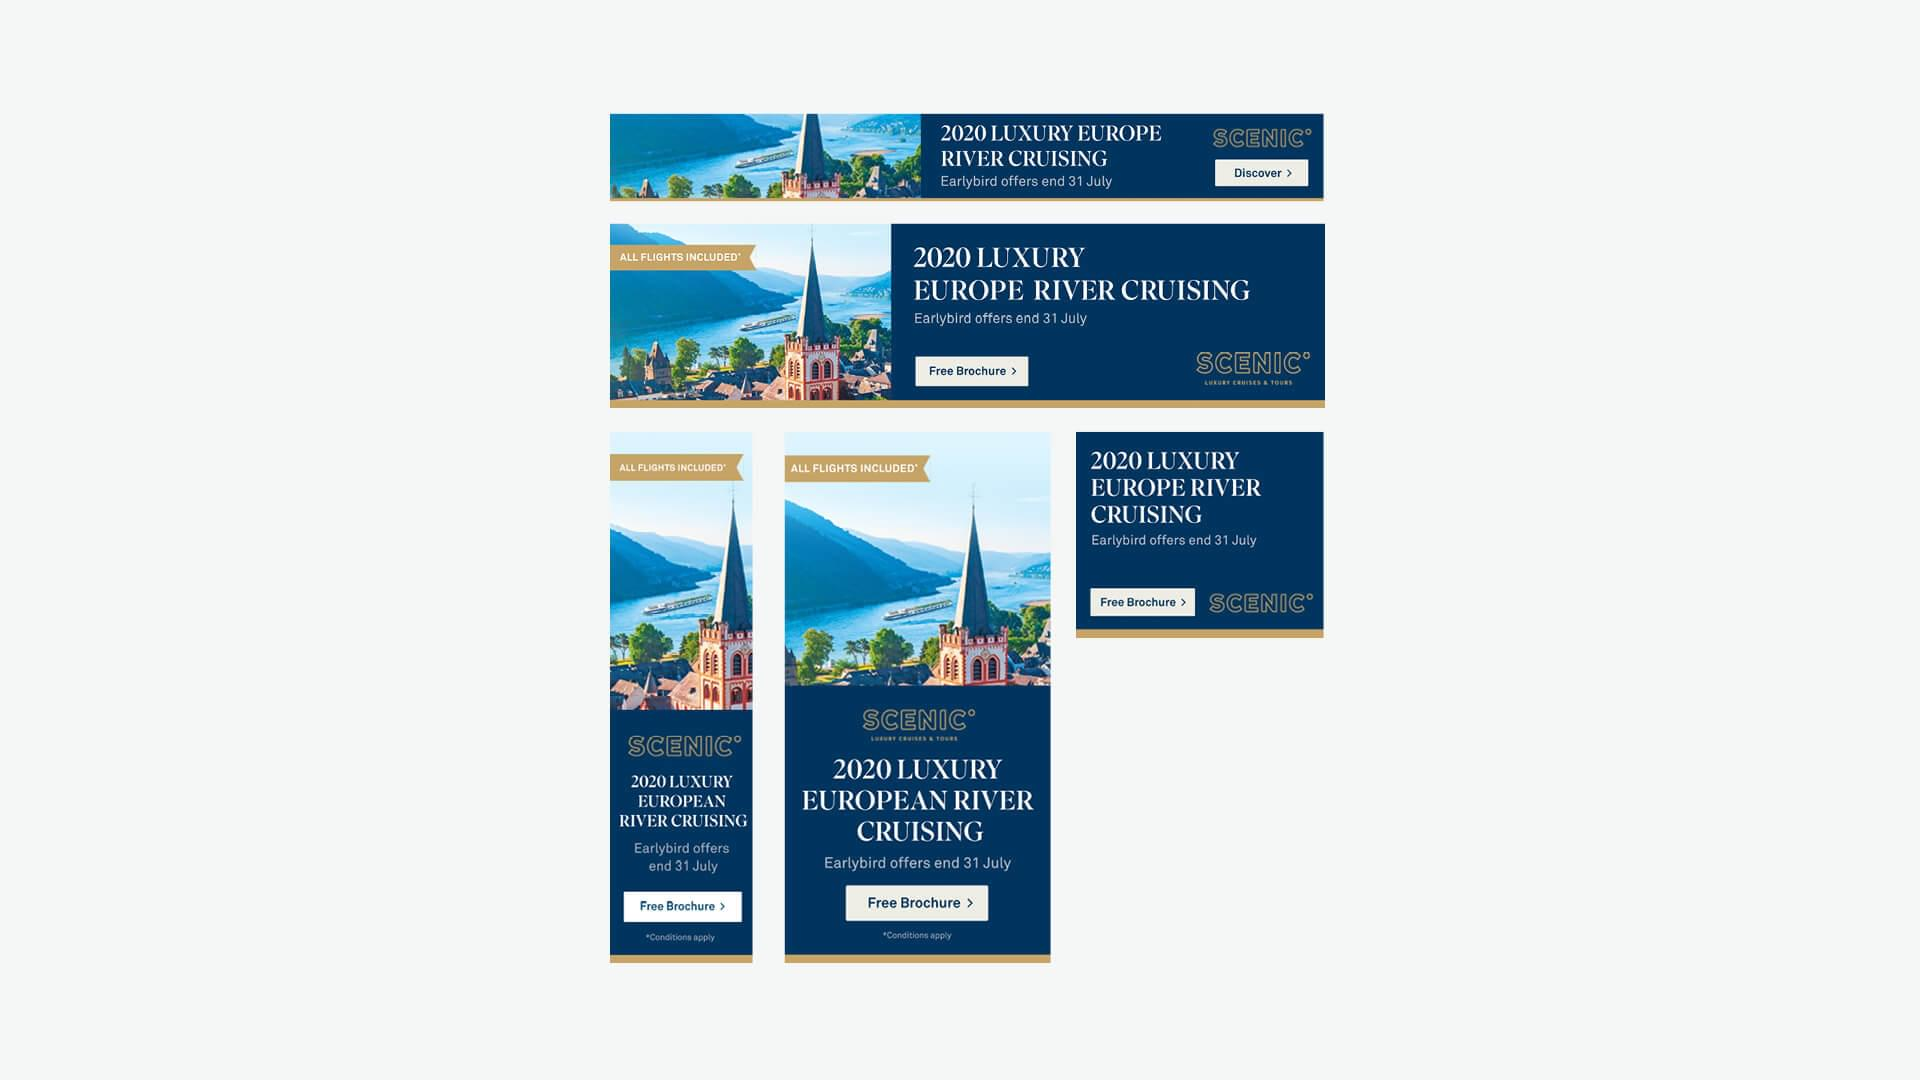 2020 LUXURY EUROPE
RIVER CRUISING
Earlybird offers end 31 July
SCENIC°
Discover >
ALL FLIGHTS INCLUDED*
2020 LUXURY
EUROPE RIVER CRUISING
Earlybird offers end 31 July
Free Brochure >
SCENIC°
LUXURY CRUISES & TOURS
ALL FLIGHTS INCLUDED*
SCENIC°
2020 LUXURY
EUROPEAN
RIVER CRUISING
Earlybird offers
end 31 July
Free Brochure >
*Conditions apply
ALL FLIGHTS INCLUDED*
SCENIC°
LUXURY CRUISES & TOURS
2020 LUXURY
EUROPEAN RIVER
CRUISING
Earlybird offers end 31 July
Free Brochure >
*Conditions apply
2020 LUXURY
EUROPE RIVER
CRUISING
Earlybird offers end 31 July
Free Brochure >
SCENIC°